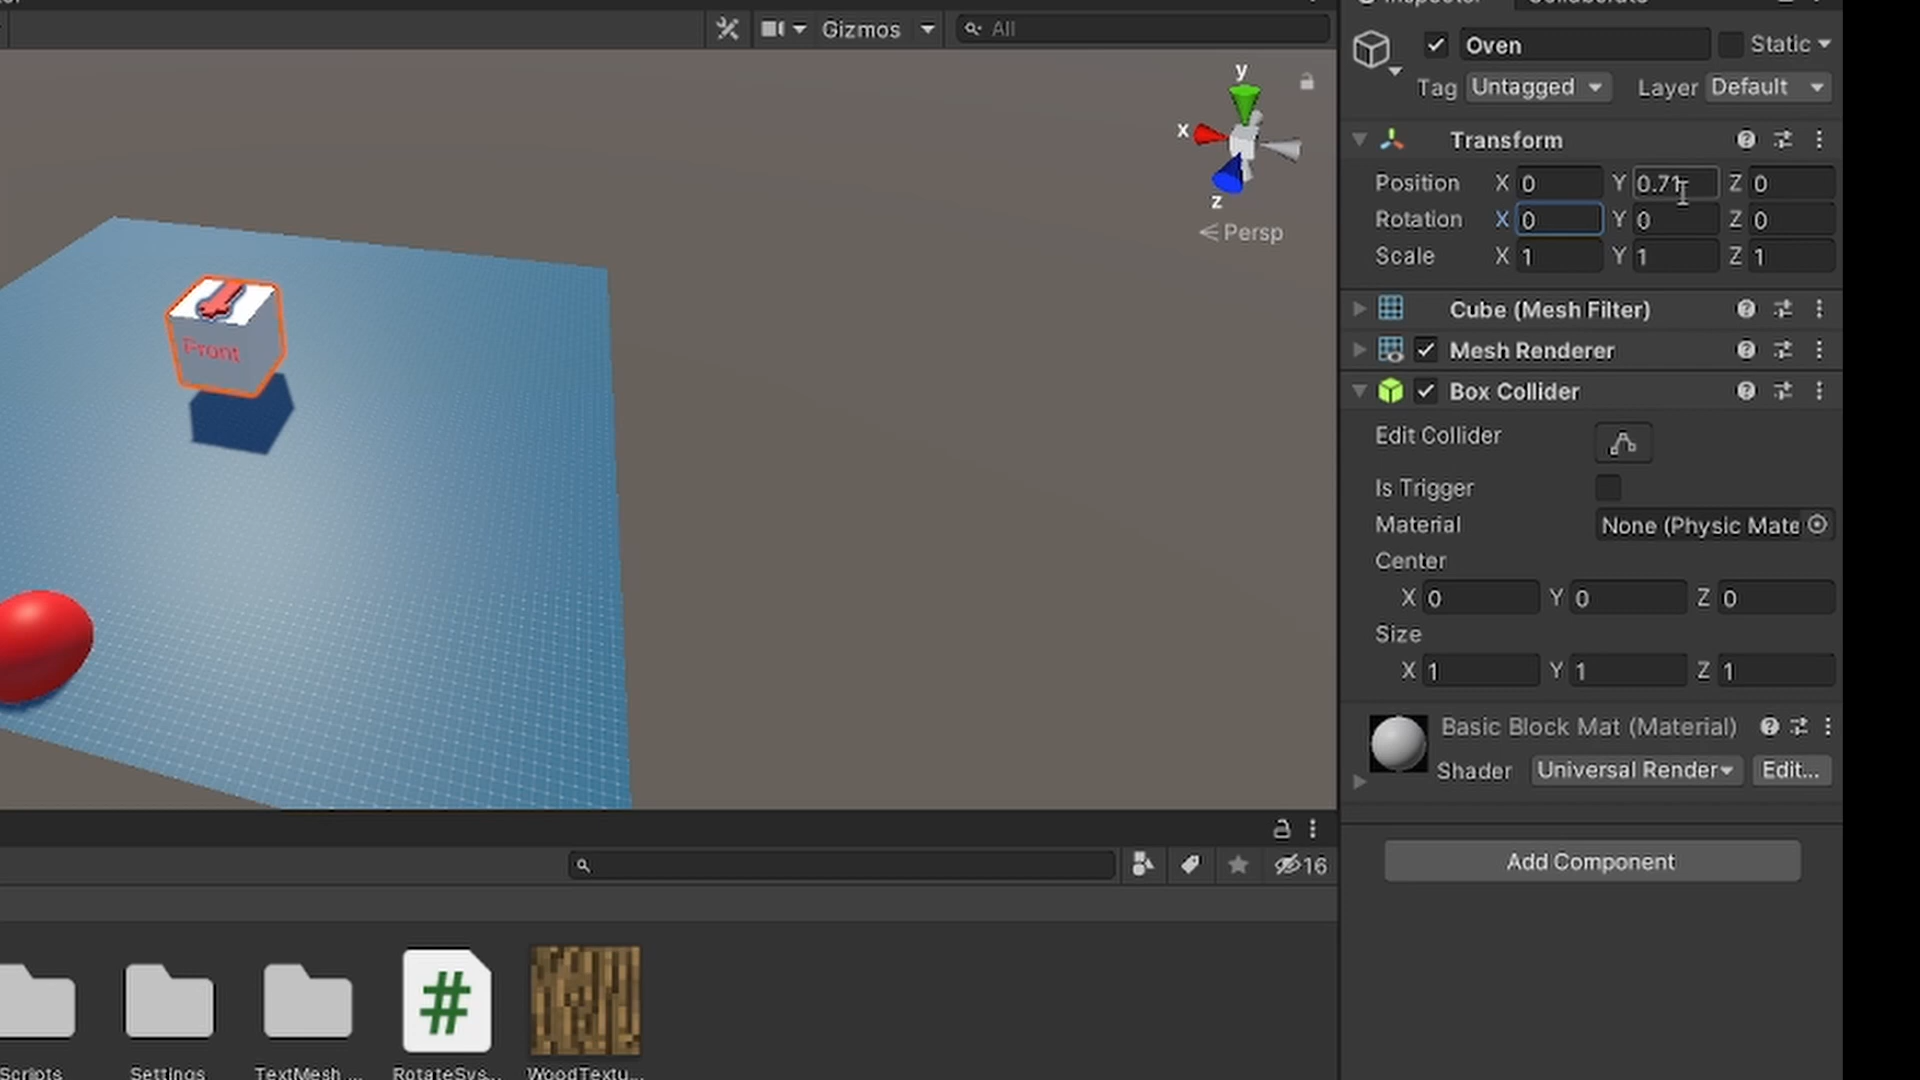 Gizmos All
y
x
z
Persp
Front
Oven Static
Tag Untagged Layer Default
Transform
Position X 0 Y 0.71 Z 0
Rotation X 0 Y 0 Z 0
Scale X 1 Y 1 Z 1
Cube (Mesh Filter)
Mesh Renderer
Box Collider
Edit Collider
Is Trigger
Material None (Physic Mate
Center
X 0 Y 0 Z 0
Size
X 1 Y 1 Z 1
Basic Block Mat (Material)
Shader Universal Render Edit...
Add Component
16
#
Scripts Settings TextMesh ... RotateSys... WoodTextu...